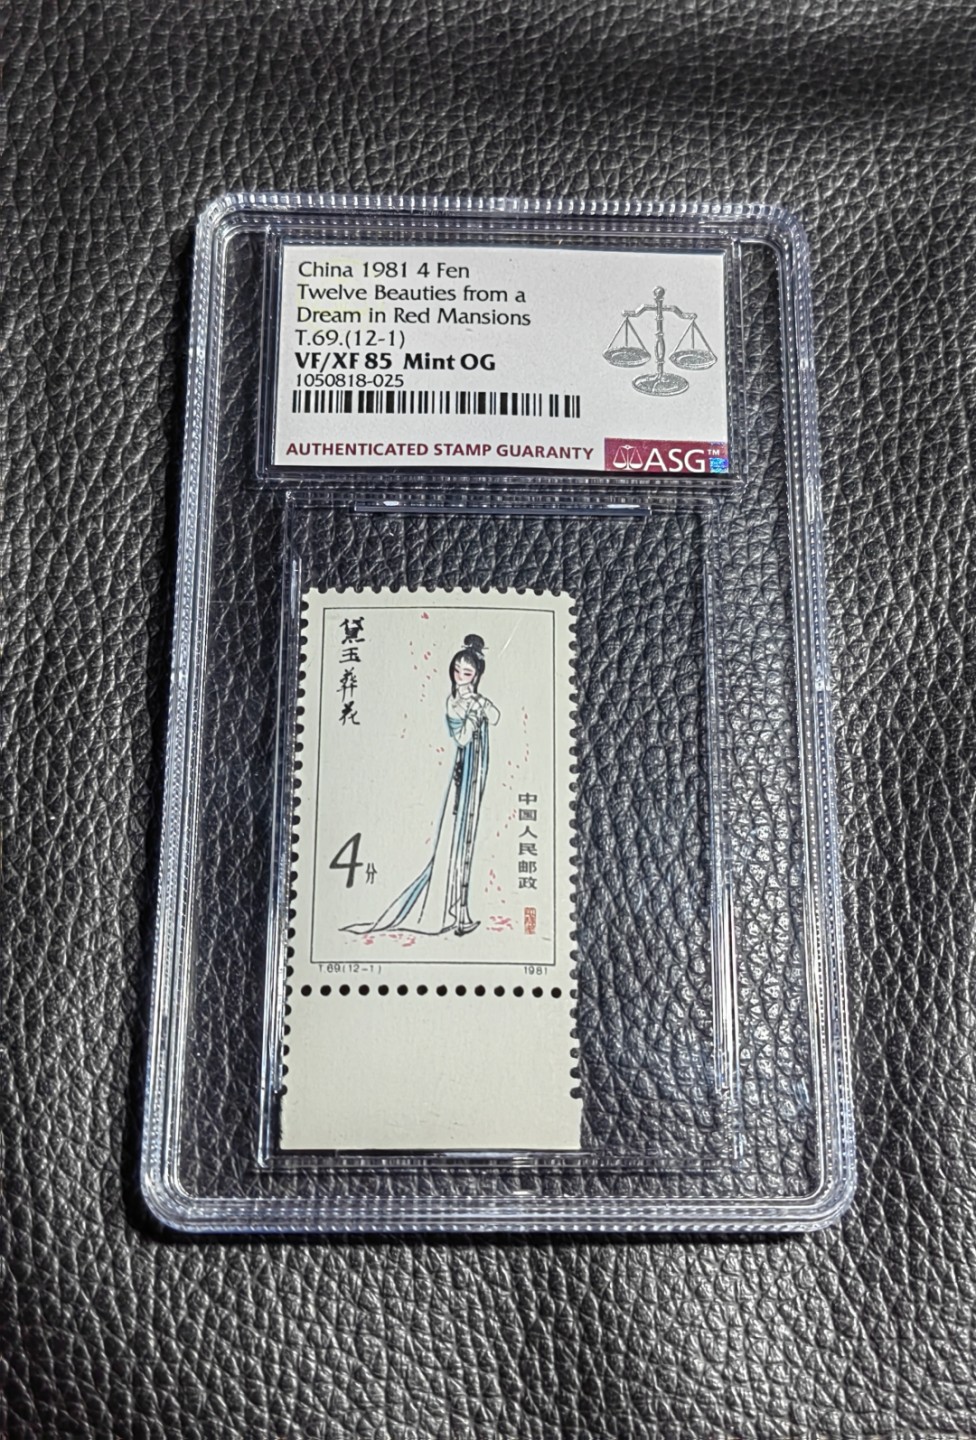 China 1981 4 Fen
Twelve Beauties from a
Dream in Red Mansions
T.69.(12-1)
VF/XF 85 Mint OG
1050818-025
AUTHENTICATED STAMP GUARANTY ASG™
黛玉葬花
4分
中国人民邮政
T.69.(12-1) 1981